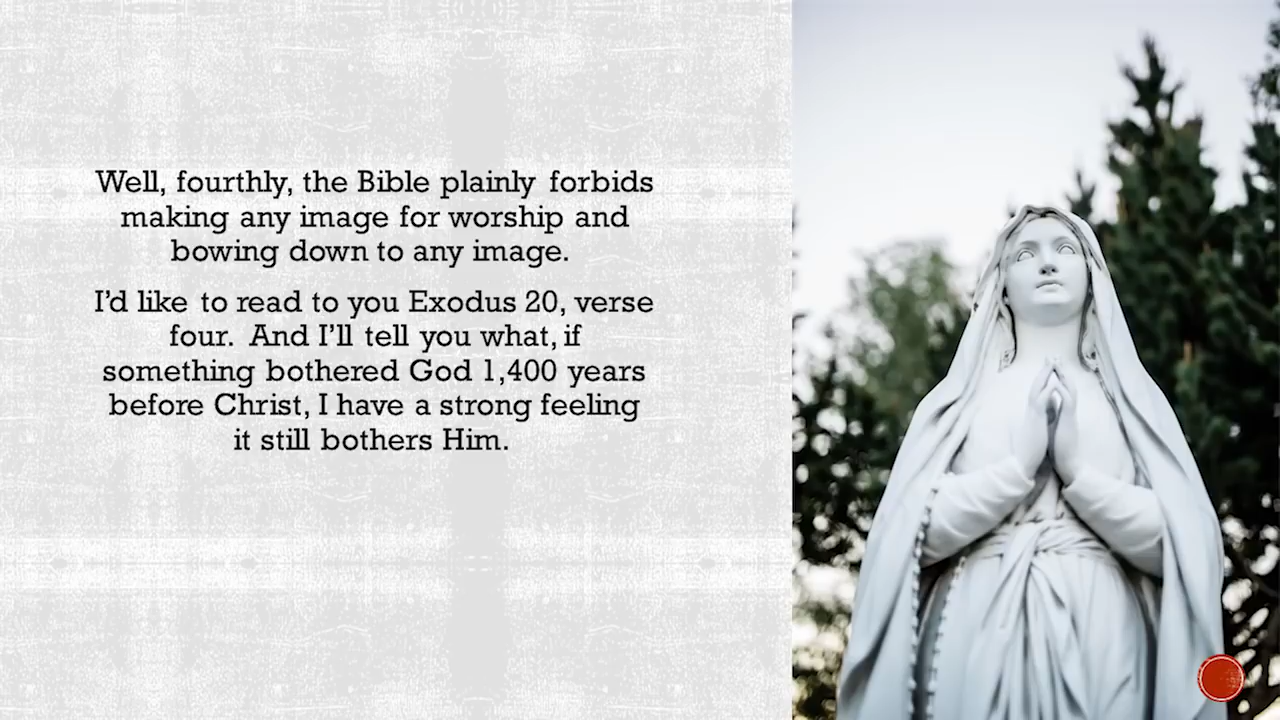 Well, fourthly, the Bible plainly forbids
making any image for worship and
bowing down to any image.
I'd like to read to you Exodus 20, verse
four.  And I'll tell you what, if
something bothered God 1,400 years
before Christ, I have a strong feeling
it still bothers Him.